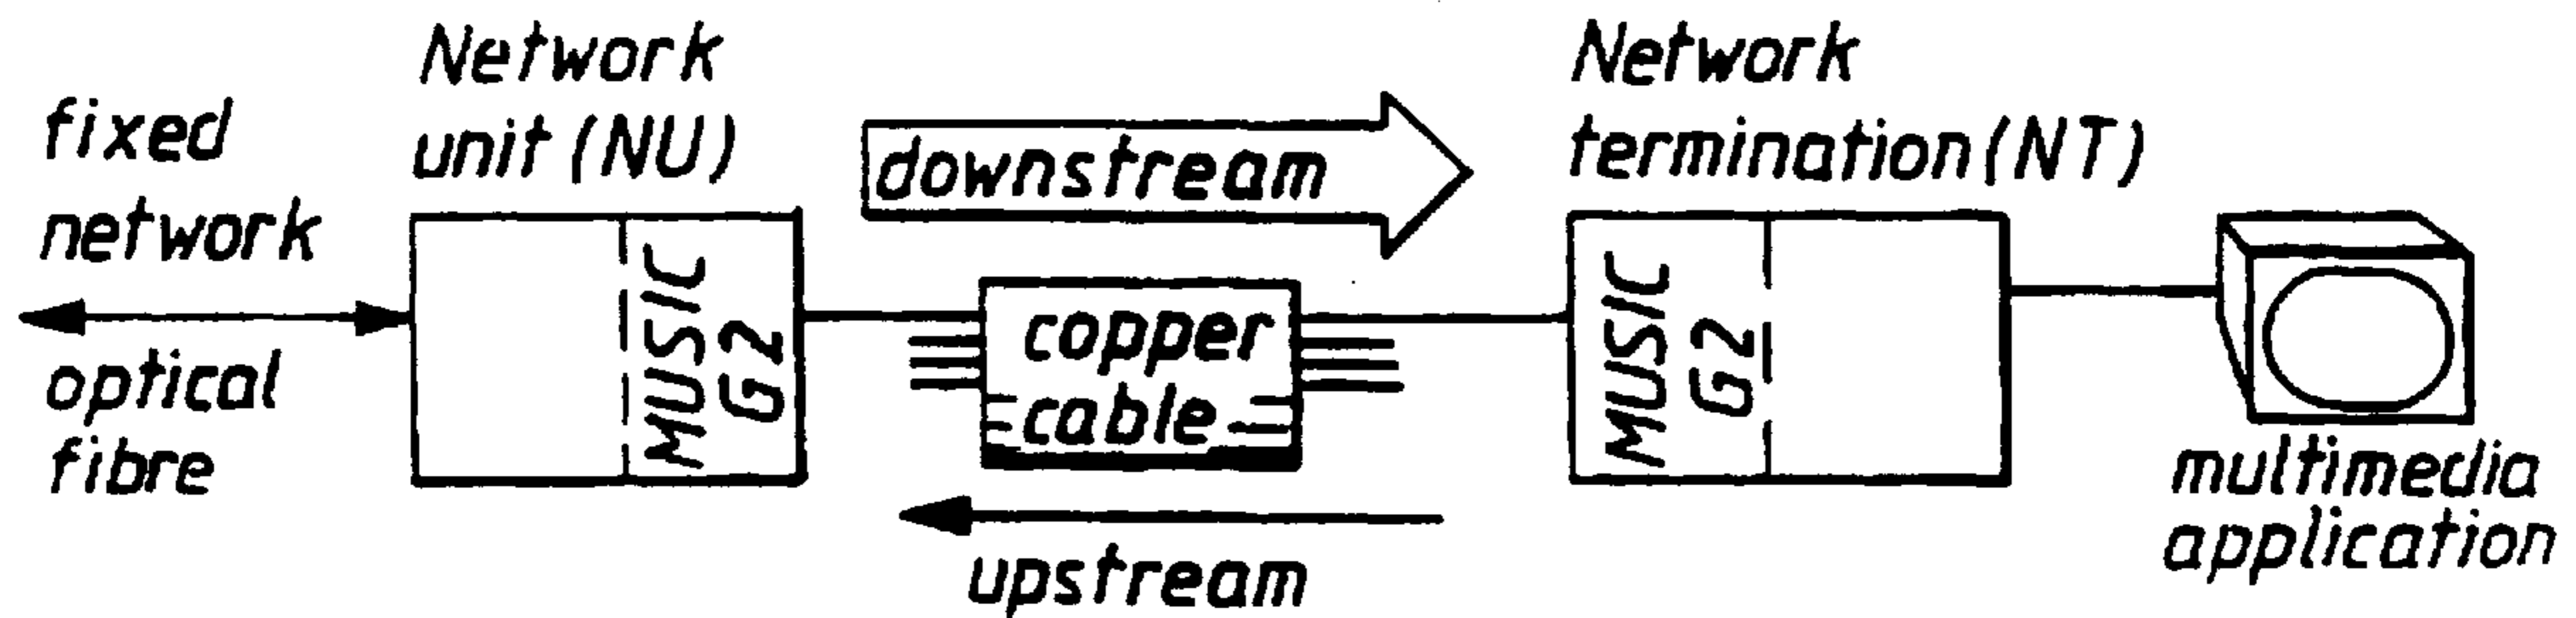 fixed
network
optical
fibre
Network
unit (NU)
MUSIC
G2
downstream
copper
cable
upstream
Network
termination (NT)
MUSIC
G2
multimedia
application